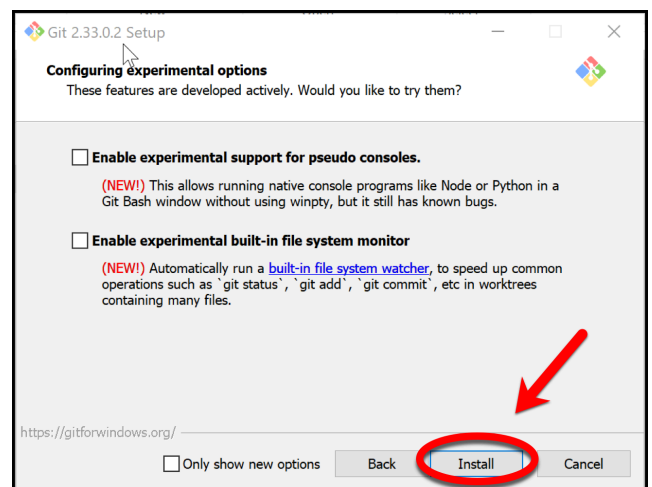 Git 2.33.0.2 Setup
Configuring experimental options
These features are developed actively. Would you like to try them?
Enable experimental support for pseudo consoles.
(NEW!) This allows running native console programs like Node or Python in a
Git Bash window without using winpty, but it still has known bugs.
Enable experimental built-in file system monitor
(NEW!) Automatically run a built-in file system watcher, to speed up common
operations such as `git status`, `git add`, `git commit`, etc in worktrees
containing many files.
https://gitforwindows.org/
Only show new options Back Install Cancel